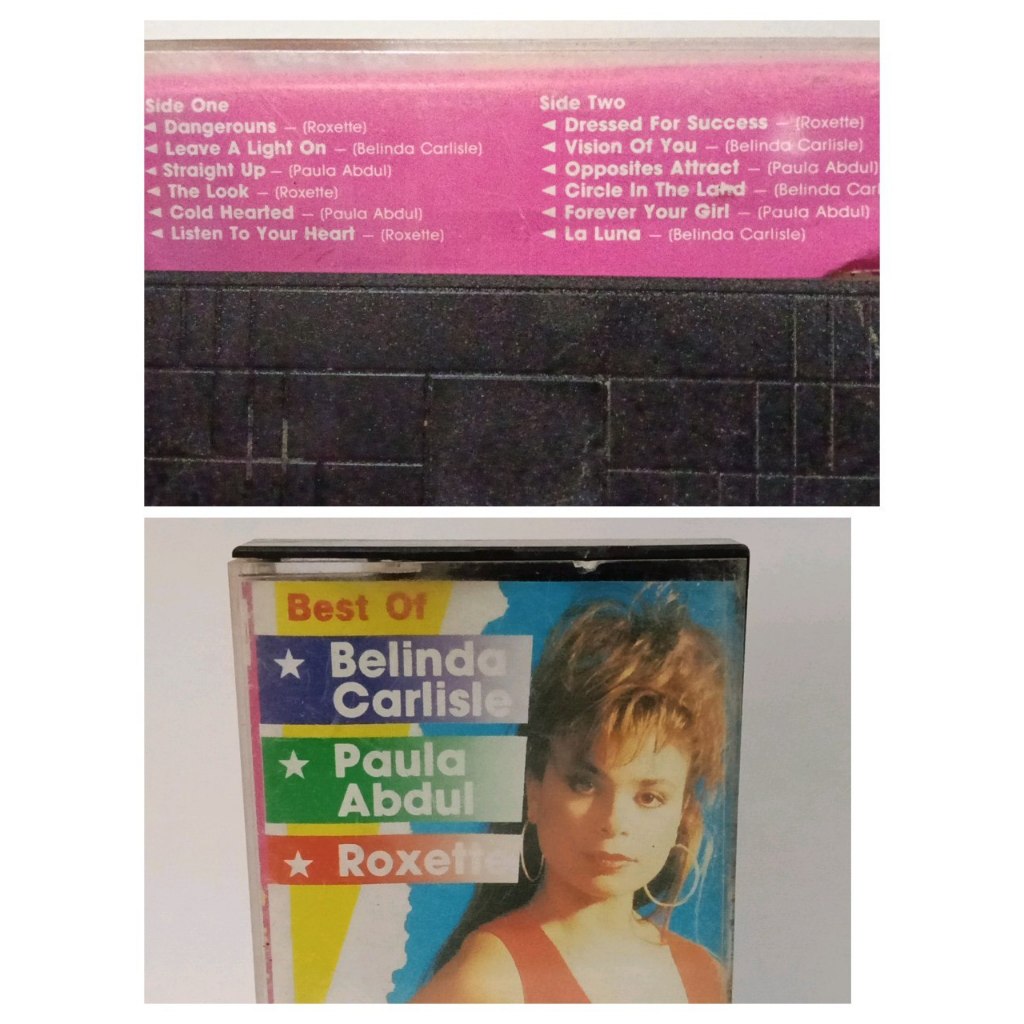 Side One
◄ Dangerouns – (Roxette)
◄ Leave A Light On – (Belinda Carlisle)
◄ Straight Up – (Paula Abdul)
◄ The Look – (Roxette)
◄ Cold Hearted – (Paula Abdul)
◄ Listen To Your Heart – (Roxette)
Side Two
◄ Dressed For Success – (Roxette)
◄ Vision Of You – (Belinda Carlisle)
◄ Opposites Attract – (Paula Abdul)
◄ Circle In The Land – (Belinda Carl
◄ Forever Your Girl – (Paula Abdul)
◄ La Luna – (Belinda Carlisle)
Best Of
★ Belinda
Carlisle
★ Paula
Abdul
★ Roxette